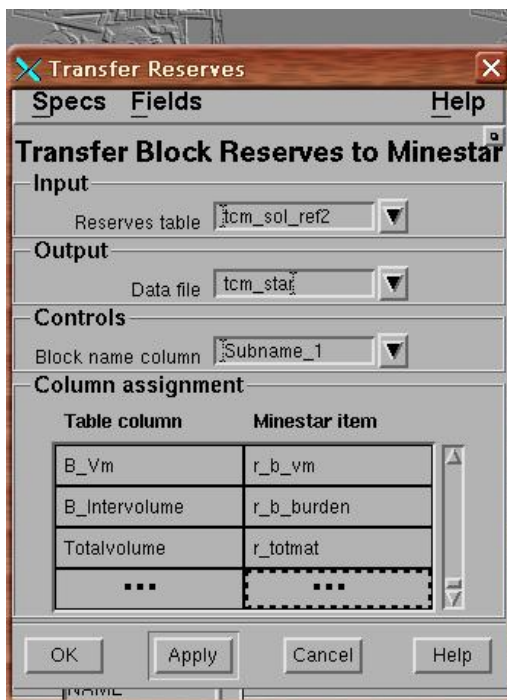 Transfer Reserves
Specs Fields Help
Transfer Block Reserves to Minestar
Input
Reserves table tcm_sol_ref2
Output
Data file tcm_star
Controls
Block name column Subname_1
Column assignment
Table column Minestar item
B_Vm r_b_vm
B_Intervolume r_b_burden
Totalvolume r_totmat
... ...
OK Apply Cancel Help
NAME